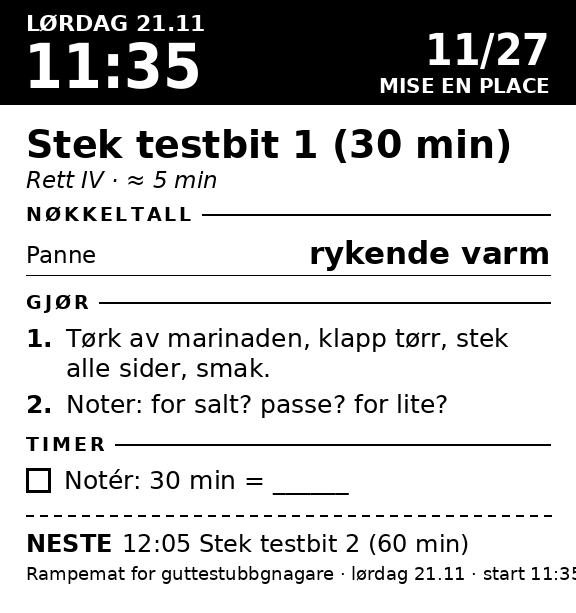 LØRDAG 21.11
11:35
11/27
MISE EN PLACE
Stek testbit 1 (30 min)
Rett IV · ≈ 5 min
NØKKELTALL
Panne rykende varm
GJØR
1. Tørk av marinaden, klapp tørr, stek
alle sider, smak.
2. Noter: for salt? passe? for lite?
TIMER
Notér: 30 min = ______
NESTE 12:05 Stek testbit 2 (60 min)
Rampemat for guttestubbgnagare · lørdag 21.11 · start 11:35